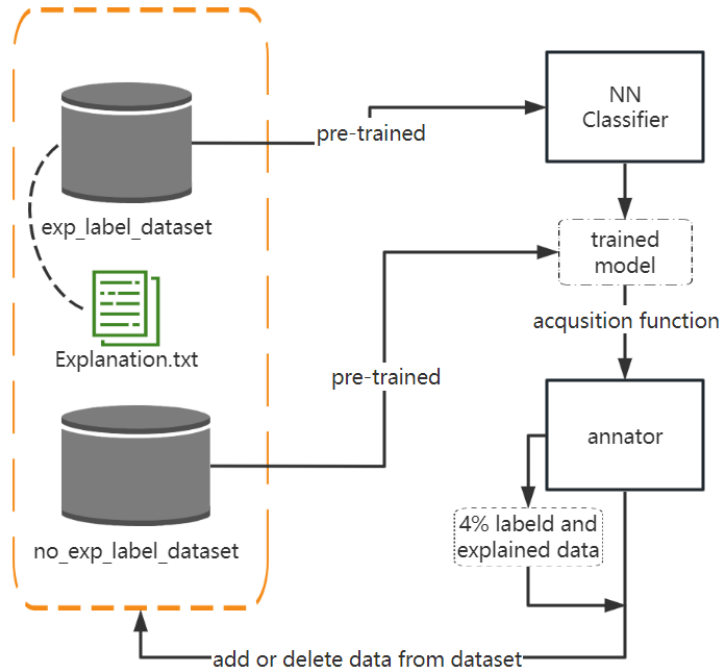 NN
Classifier
pre-trained
exp_label_dataset
trained
model
acqusition function
Explanation.txt
pre-trained
annator
4% labeld and
explained data
no_exp_label_dataset
add or delete data from dataset